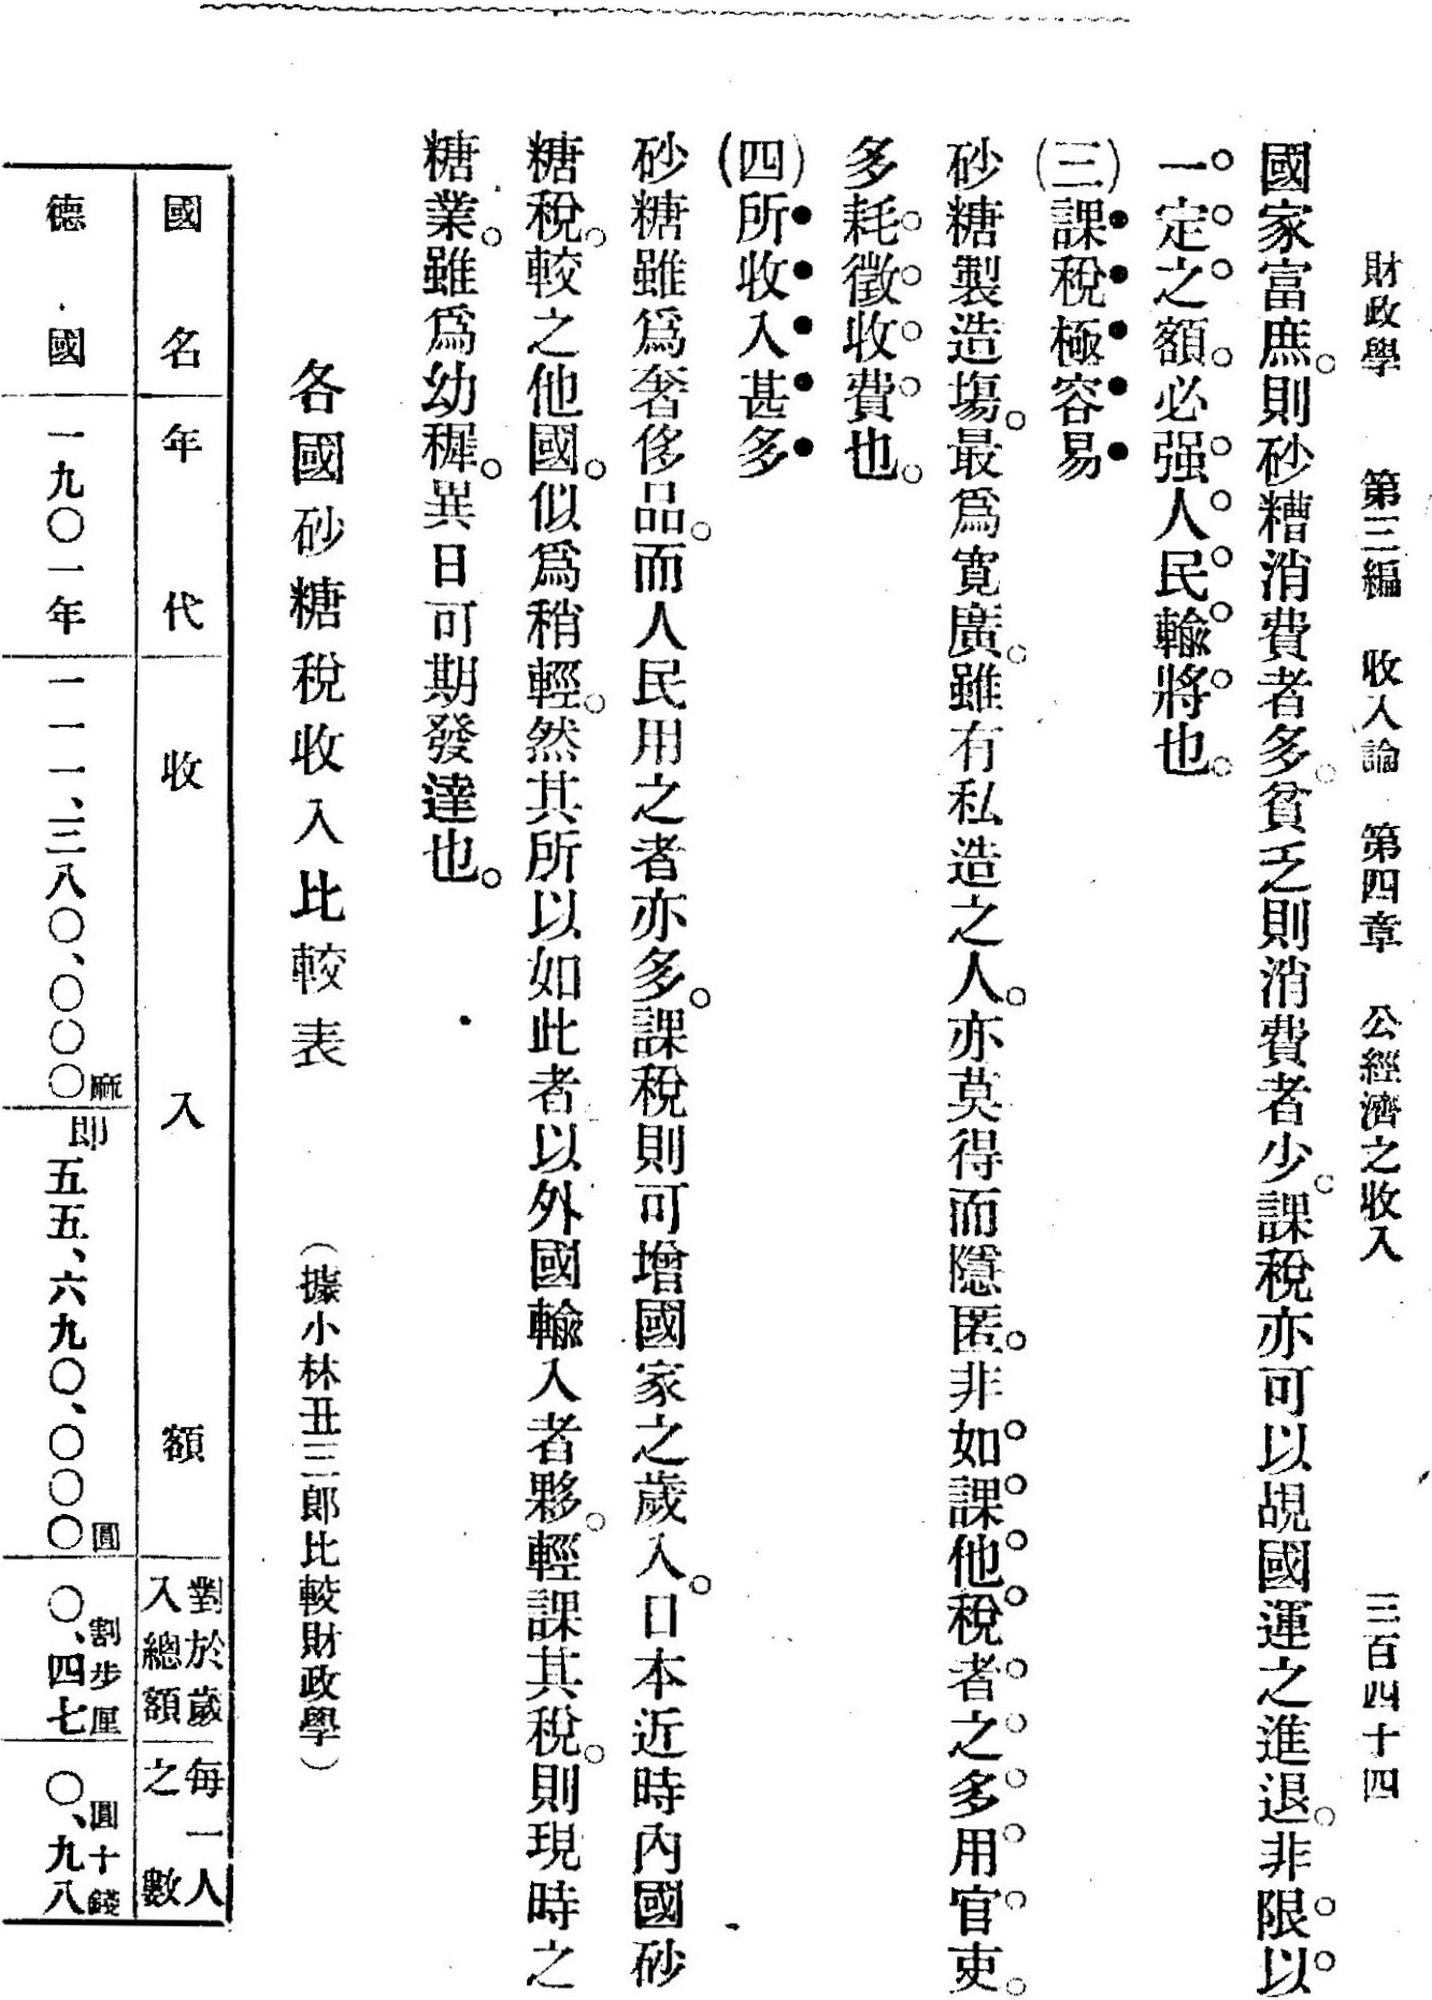 財政學　第三編　收入論　第四章　公經濟之收入　三百四十四
國家富庶。則砂糟消費者多。貧乏則消費者少。課稅亦可以覘國運之進退。非限以
一定之額。必强人民輸將也。
(三)課稅極容易
砂糖製造塲。最爲寬廣。雖有私造之人。亦莫得而隱匿。非如課他稅者之多用官吏。
多耗徵收費也。
(四)所收入甚多
砂糖雖爲奢侈品。而人民用之者亦多。課稅則可增國家之歲入。日本近時內國砂
糖稅。較之他國。似爲稍輕。然其所以如此者以外國輸入者夥。輕課其稅。則現時之
糖業。雖爲幼穉。異日可期發達也。
各國砂糖稅收入比較表　（據小林丑三郎比較財政學）
國名　年代　收入額　對於歲入總額　每一人之數
德國　一九〇一年　一一一、三八〇、〇〇〇麻　即五五、六九〇、〇〇〇圓　〇、四七割步厘　〇、九八圓十錢